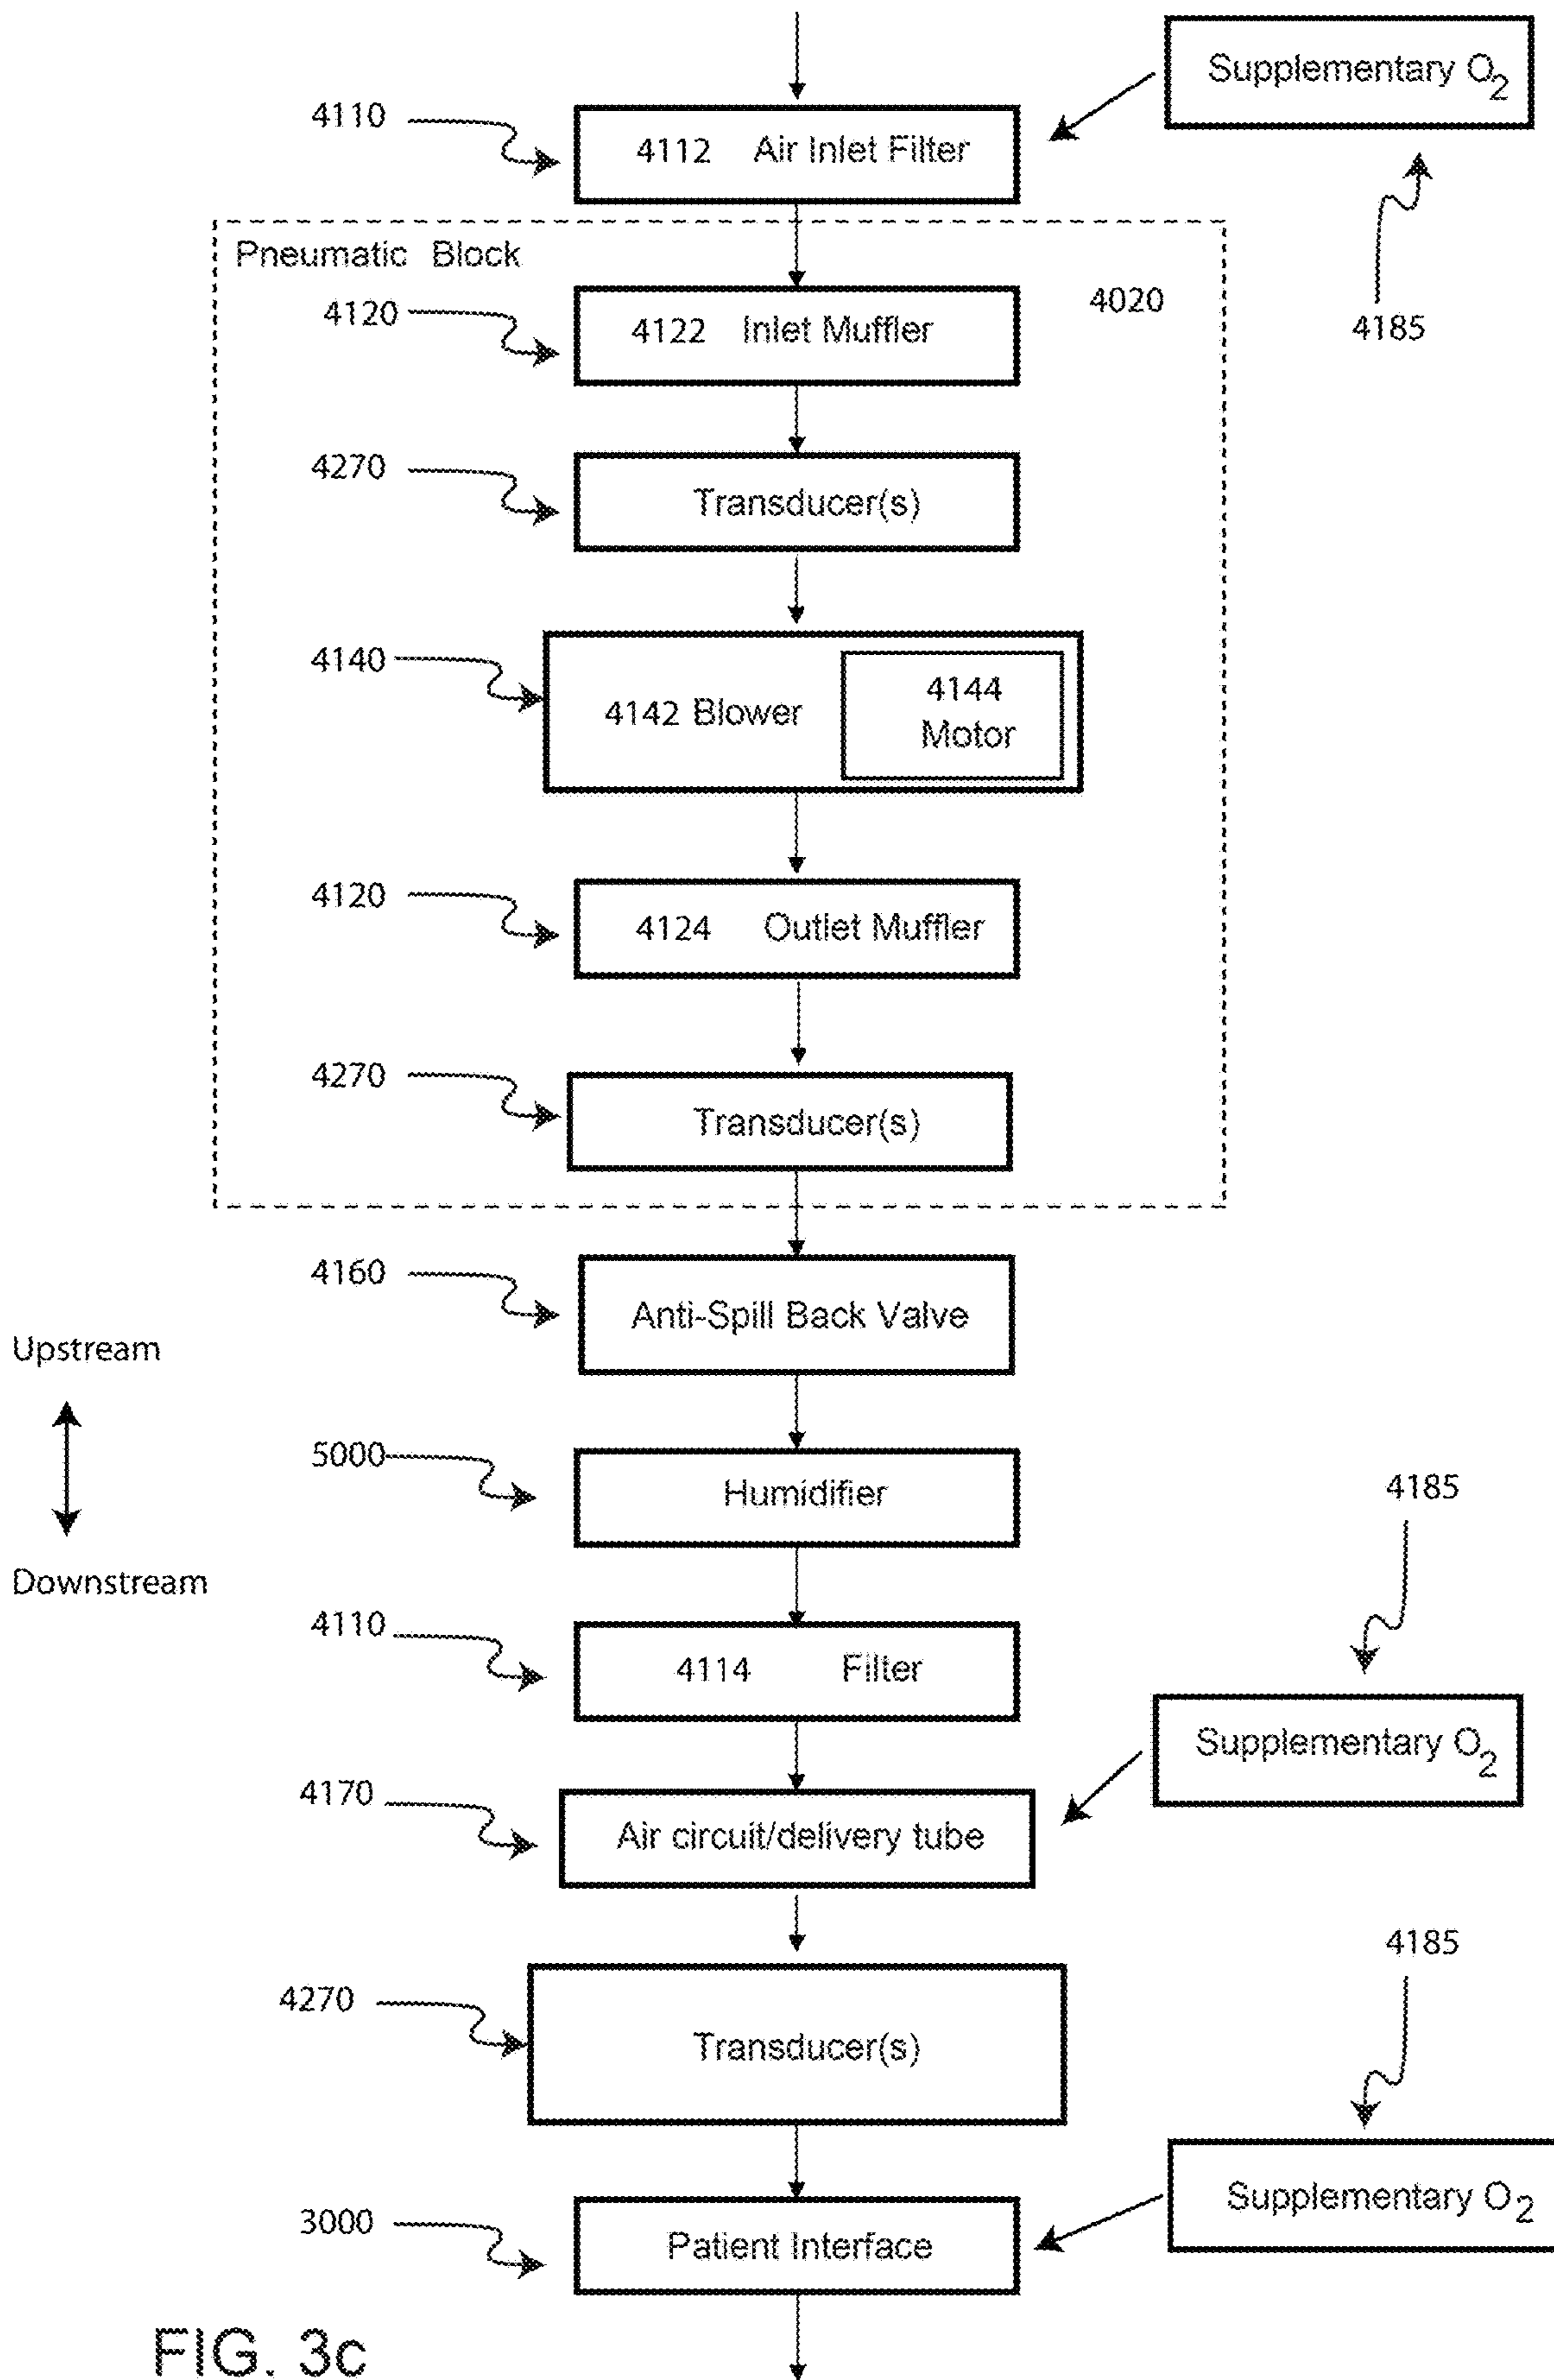 Supplementary O2
4110
4112 Air Inlet Filter
Pneumatic Block
4020
4185
4120
4122 Inlet Muffler
4270
Transducer(s)
4140
4142 Blower
4144
Motor
4120
4124 Outlet Muffler
4270
Transducer(s)
4160
Anti-Spill Back Valve
Upstream
5000
Humidifier
4185
Downstream
4110
4114 Filter
Supplementary O2
4170
Air circuit/delivery tube
4185
4270
Transducer(s)
Supplementary O2
3000
Patient Interface
FIG. 3c